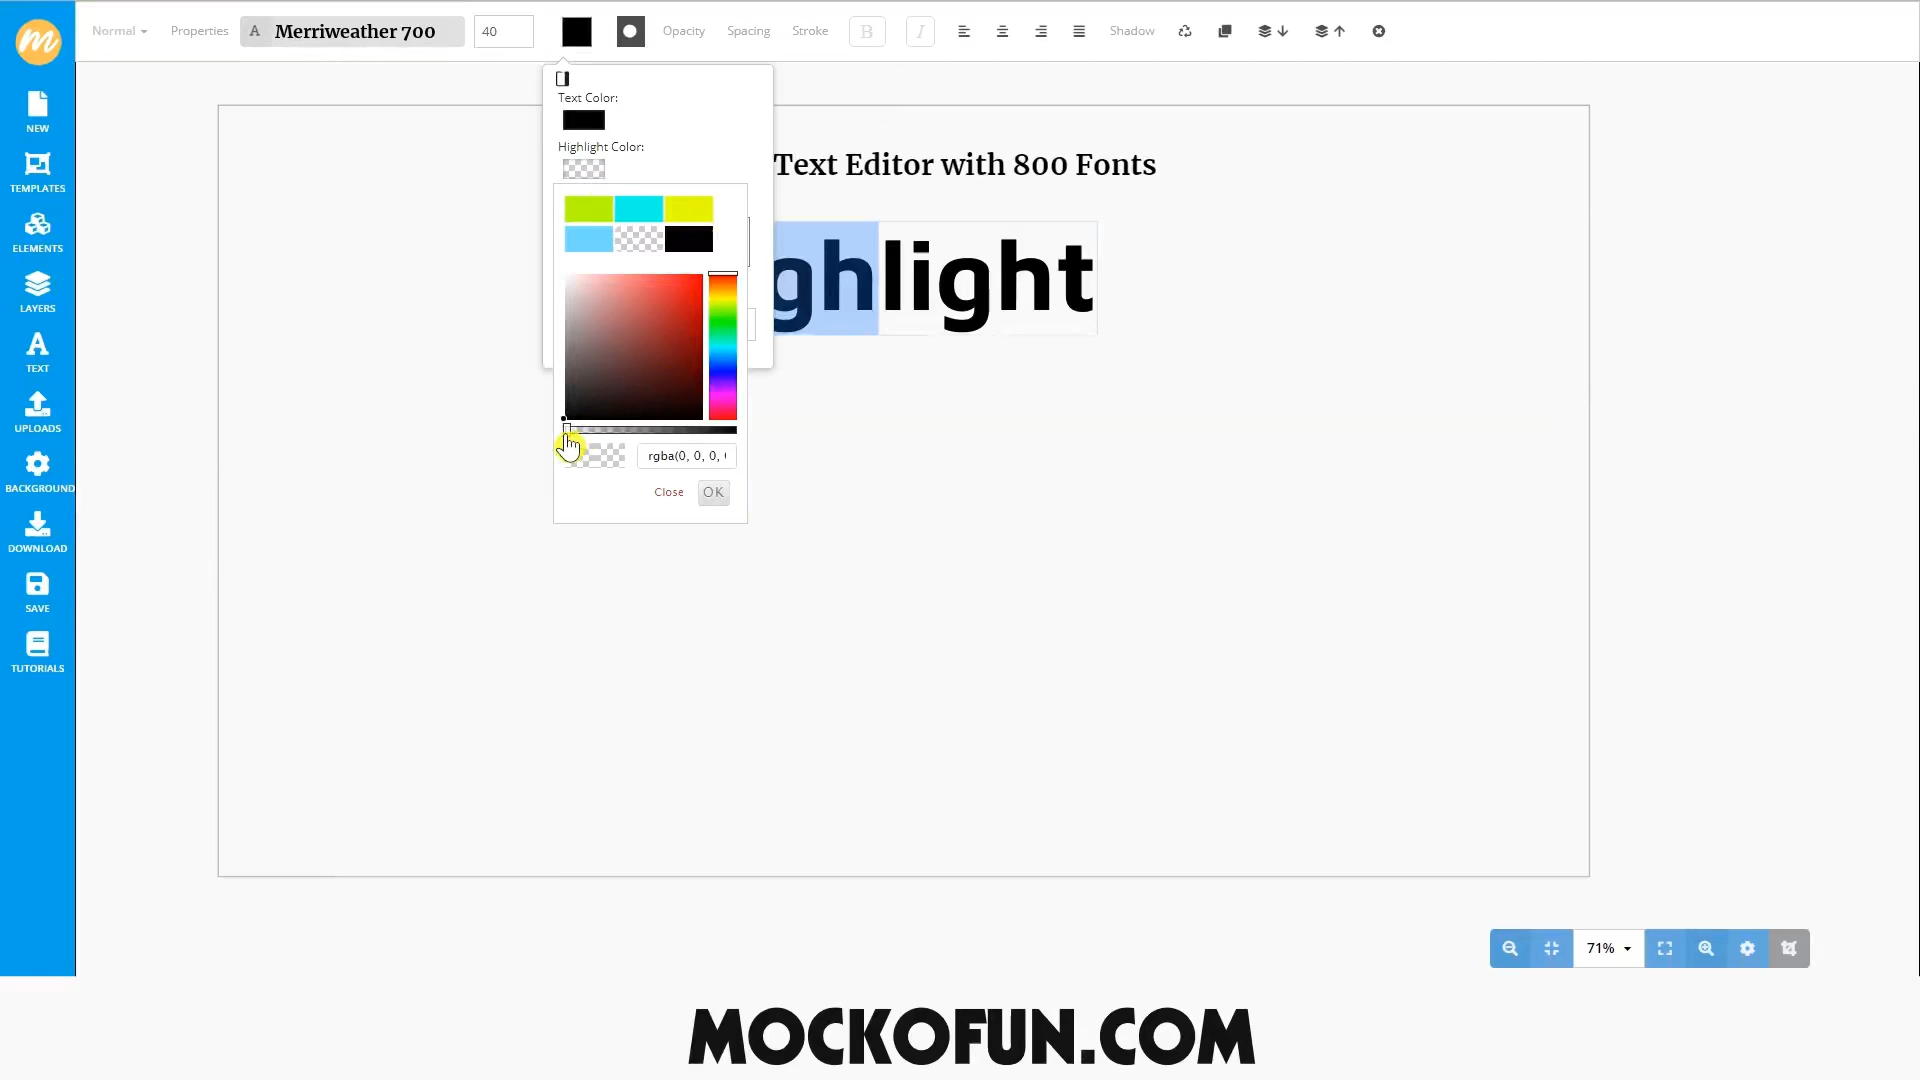 m
Normal Properties A Merriweather 700 40 Opacity Spacing Stroke B I Shadow
NEW
TEMPLATES
ELEMENTS
LAYERS
A
TEXT
UPLOADS
BACKGROUND
DOWNLOAD
SAVE
TUTORIALS
Text Color:
Highlight Color:
rgba(0, 0, 0,
Close OK
Text Editor with 800 Fonts
ghlight
71%
MOCKOFUN.COM